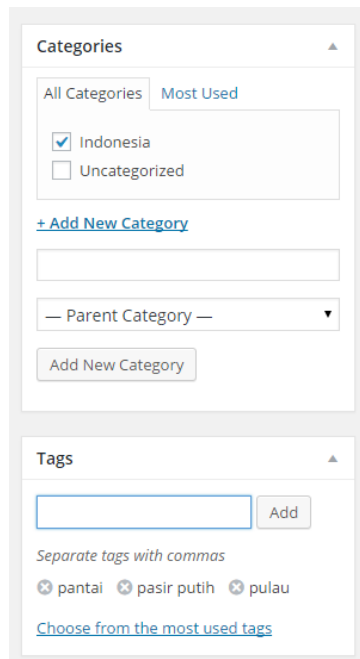 Categories
All Categories Most Used
Indonesia
Uncategorized
+ Add New Category
— Parent Category —
Add New Category
Tags
Add
Separate tags with commas
pantai pasir putih pulau
Choose from the most used tags